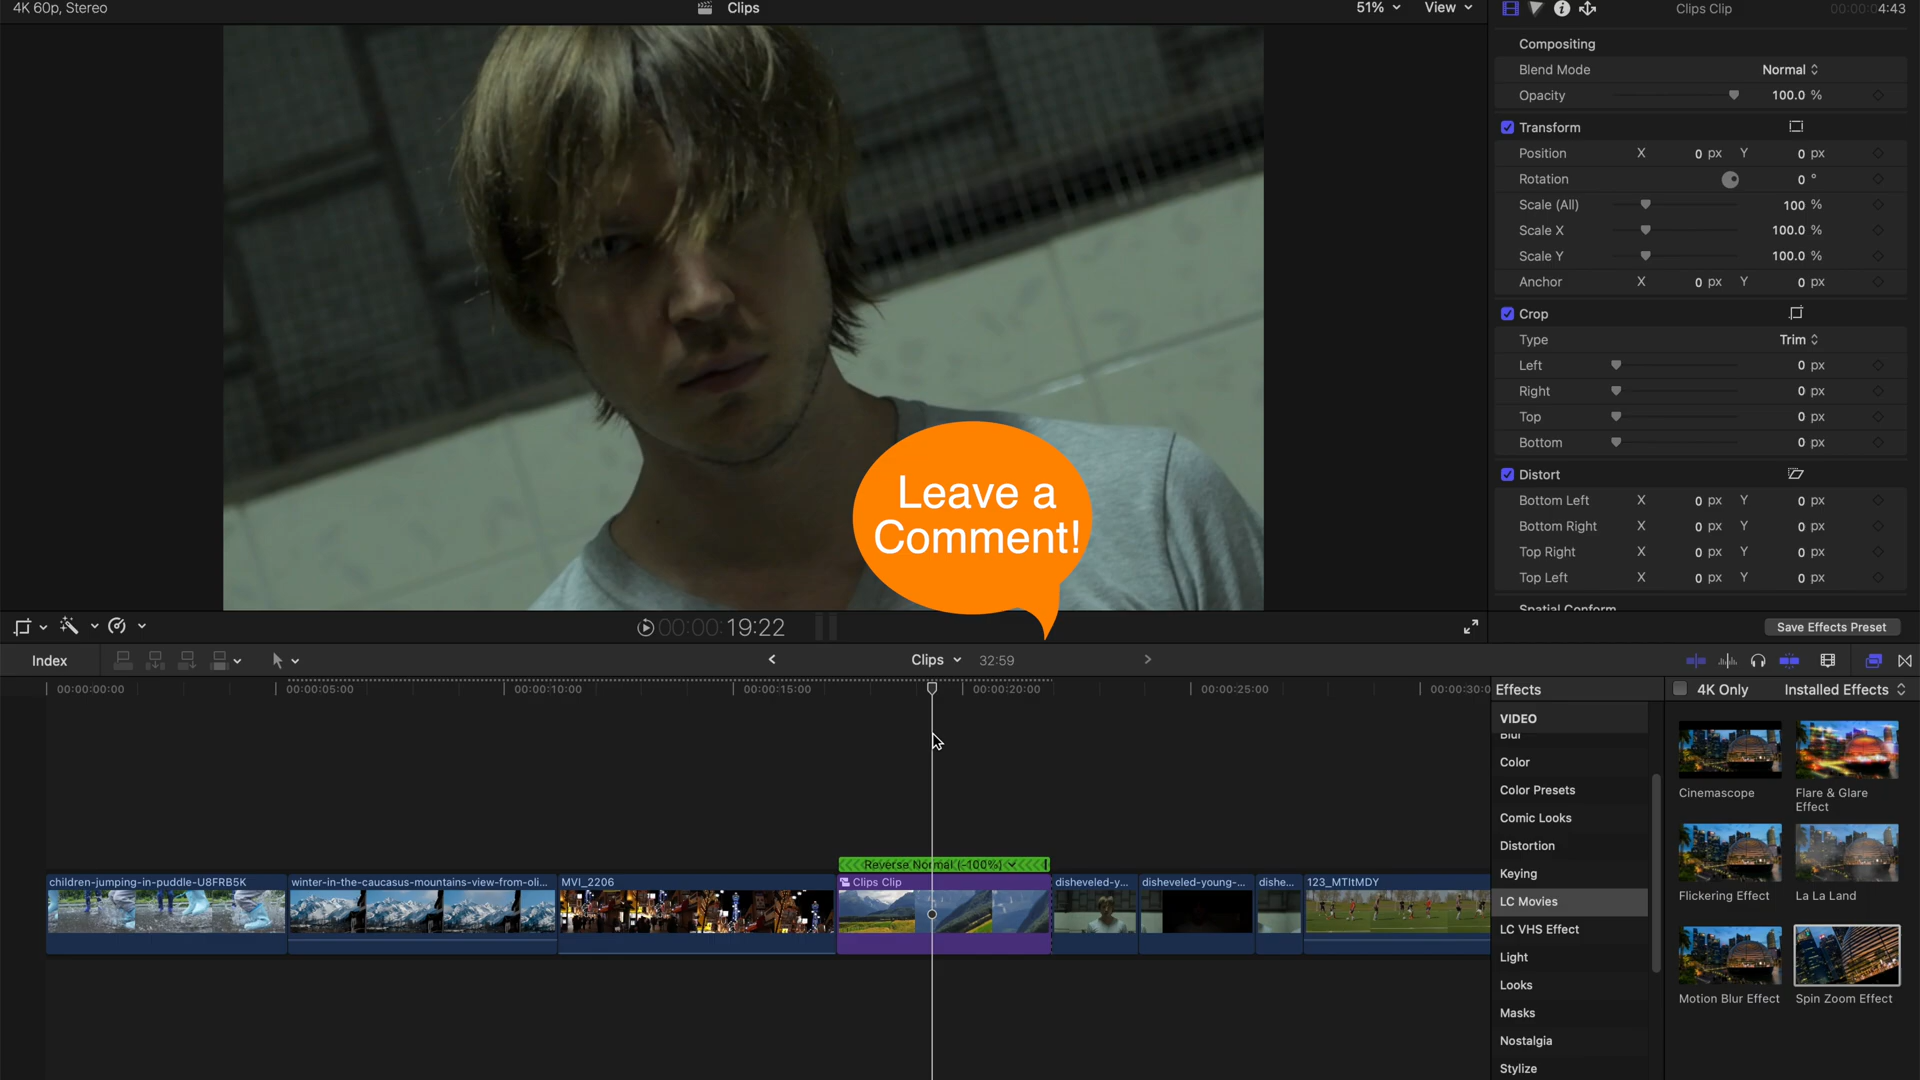 4K 60p, Stereo
Clips
51%
View
Clips Clip
00:00:04:43
Compositing
Blend Mode
Normal
Opacity
100.0 %
Transform
Position
X
0 px
Y
0 px
Rotation
0 °
Scale (All)
100 %
Scale X
100.0 %
Scale Y
100.0 %
Anchor
X
0 px
Y
0 px
Crop
Type
Trim
Left
0 px
Right
0 px
Top
0 px
Bottom
0 px
Distort
Bottom Left
X
0 px
Y
0 px
Bottom Right
X
0 px
Y
0 px
Top Right
X
0 px
Y
0 px
Top Left
X
0 px
Y
0 px
Spatial Conform
Save Effects Preset
Leave a
Comment!
00:00:19:22
Index
Clips
32:59
00:00:00:00
00:00:05:00
00:00:10:00
00:00:15:00
00:00:20:00
00:00:25:00
00:00:30:0
Reverse Normal (-100%)
children-jumping-in-puddle-U8FRB5K
winter-in-the-caucasus-mountains-view-from-oli...
MVI_2206
Clips Clip
disheveled-y...
disheveled-young-...
dishe...
123_MTItMDY
Effects
4K Only
Installed Effects
VIDEO
Blur
Color
Color Presets
Comic Looks
Distortion
Keying
LC Movies
LC VHS Effect
Light
Looks
Masks
Nostalgia
Stylize
Cinemascope
Flare & Glare
Effect
Flickering Effect
La La Land
Motion Blur Effect
Spin Zoom Effect